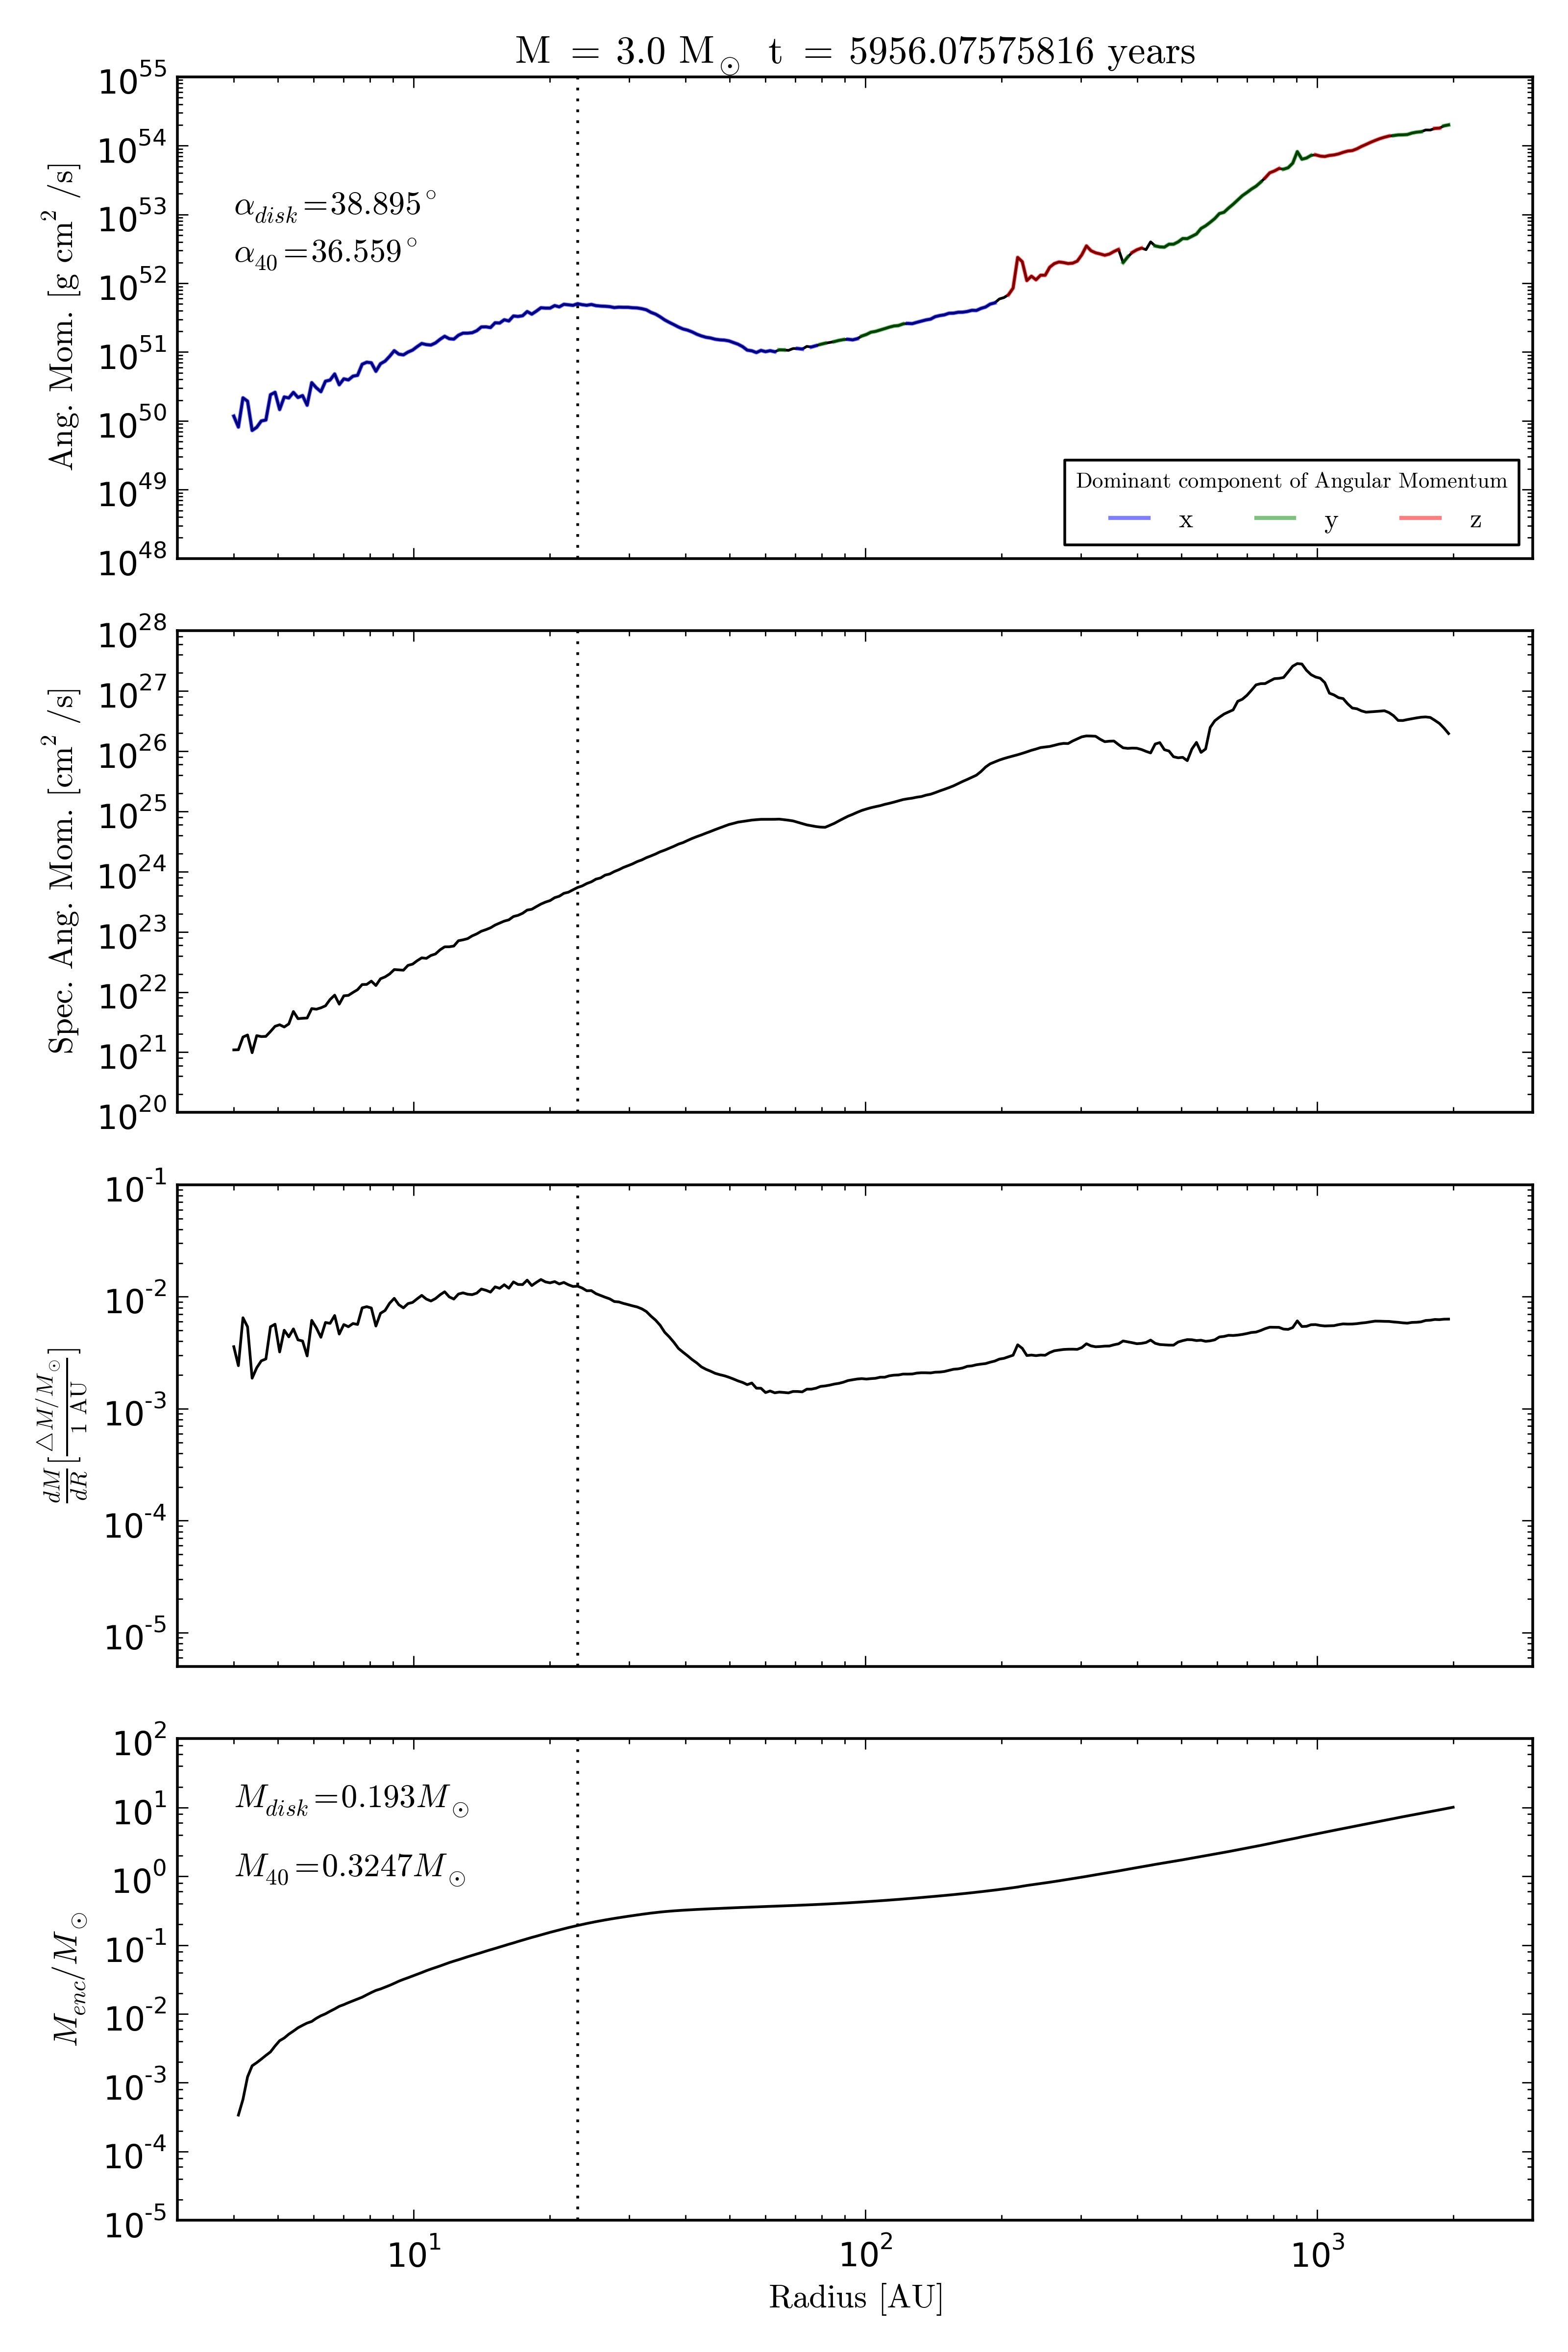 M = 3.0 M⊙ t = 5956.07575816 years
10^55
10^54
10^53
10^52
10^51
10^50
10^49
10^48
Ang. Mom. [g cm^2 /s]
α_disk = 38.895°
α_40 = 36.559°
Dominant component of Angular Momentum
x y z
10^28
10^27
10^26
10^25
10^24
10^23
10^22
10^21
10^20
Spec. Ang. Mom. [cm^2 /s]
10^-1
10^-2
10^-3
10^-4
10^-5
dM/dR [△M/M⊙ / 1 AU]
10^2
10^1
10^0
10^-1
10^-2
10^-3
10^-4
10^-5
M_enc/M⊙
M_disk = 0.193M⊙
M_40 = 0.3247M⊙
10^1 10^2 10^3
Radius [AU]